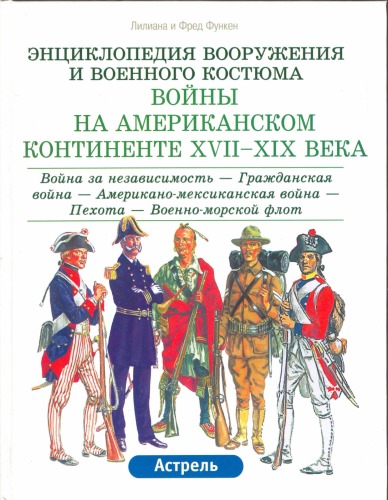 Лилиана и Фред Функен
ЭНЦИКЛОПЕДИЯ ВООРУЖЕНИЯ
И ВОЕННОГО КОСТЮМА
ВОЙНЫ
НА АМЕРИКАНСКОМ
КОНТИНЕНТЕ XVII–XIX ВЕКА
Война за независимость — Гражданская
война — Американо-мексиканская война —
Пехота — Военно-морской флот
Астрель